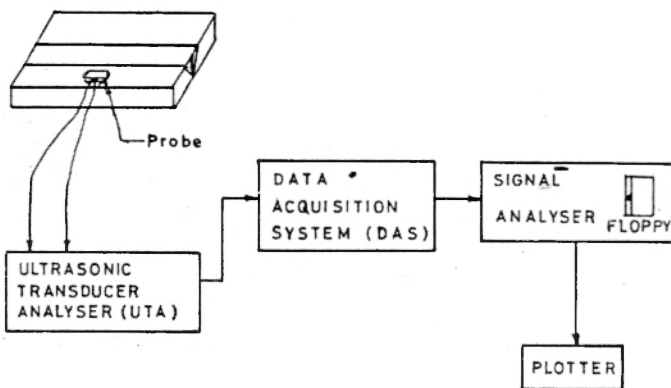 Probe
DATA
ACQUISITION
SYSTEM (DAS)
SIGNAL
ANALYSER
FLOPPY
ULTRASONIC
TRANSDUCER
ANALYSER (UTA)
PLOTTER